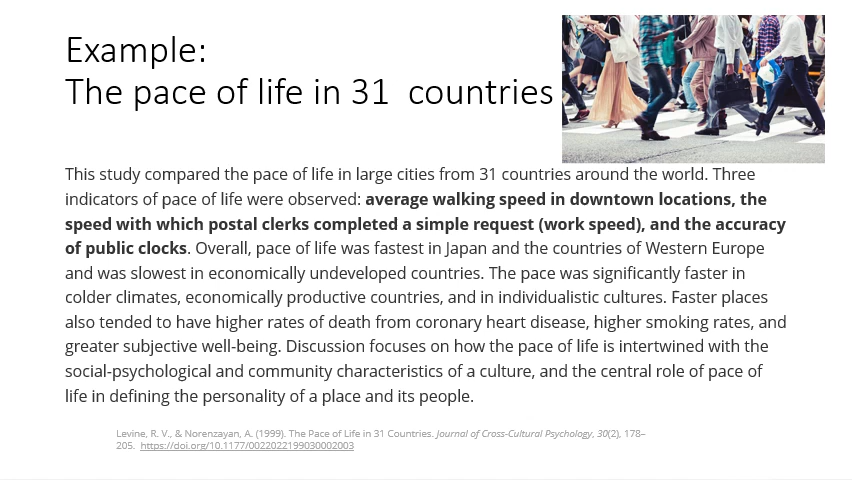 Example:
The pace of life in 31 countries
This study compared the pace of life in large cities from 31 countries around the world. Three
indicators of pace of life were observed: average walking speed in downtown locations, the
speed with which postal clerks completed a simple request (work speed), and the accuracy
of public clocks. Overall, pace of life was fastest in Japan and the countries of Western Europe
and was slowest in economically undeveloped countries. The pace was significantly faster in
colder climates, economically productive countries, and in individualistic cultures. Faster places
also tended to have higher rates of death from coronary heart disease, higher smoking rates, and
greater subjective well-being. Discussion focuses on how the pace of life is intertwined with the
social-psychological and community characteristics of a culture, and the central role of pace of
life in defining the personality of a place and its people.
Levine, R. V., & Norenzayan, A. (1999). The Pace of Life in 31 Countries. Journal of Cross-Cultural Psychology, 30(2), 178–
205. https://doi.org/10.1177/0022022199030002003